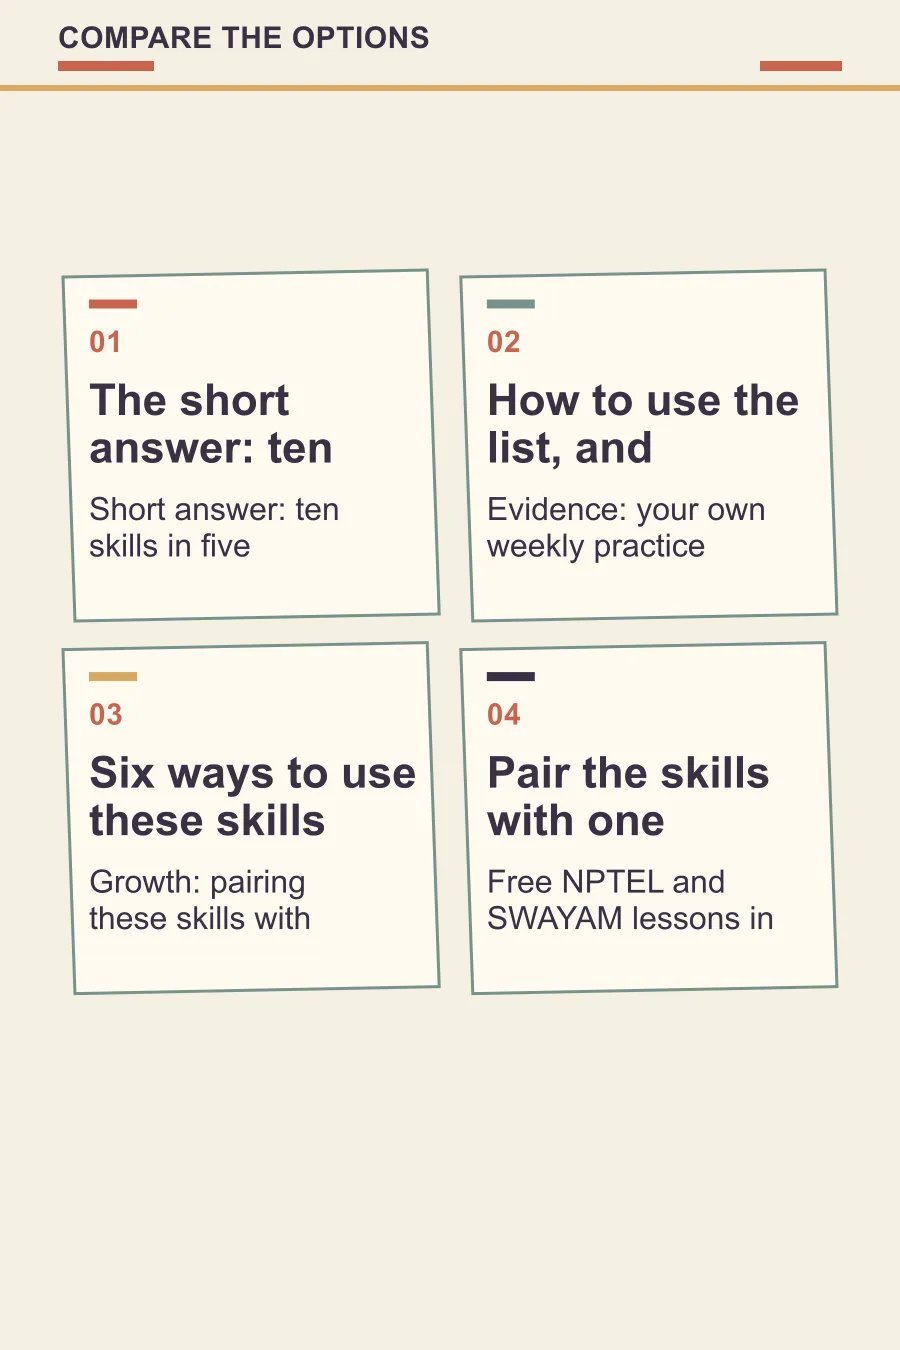 COMPARE THE OPTIONS
01
The short
answer: ten
Short answer: ten
skills in five
02
How to use the
list, and
Evidence: your own
weekly practice
03
Six ways to use
these skills
Growth: pairing
these skills with
04
Pair the skills
with one
Free NPTEL and
SWAYAM lessons in